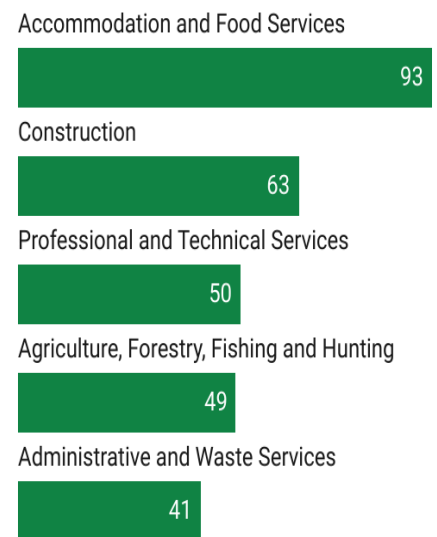 Accommodation and Food Services
93
Construction
63
Professional and Technical Services
50
Agriculture, Forestry, Fishing and Hunting
49
Administrative and Waste Services
41